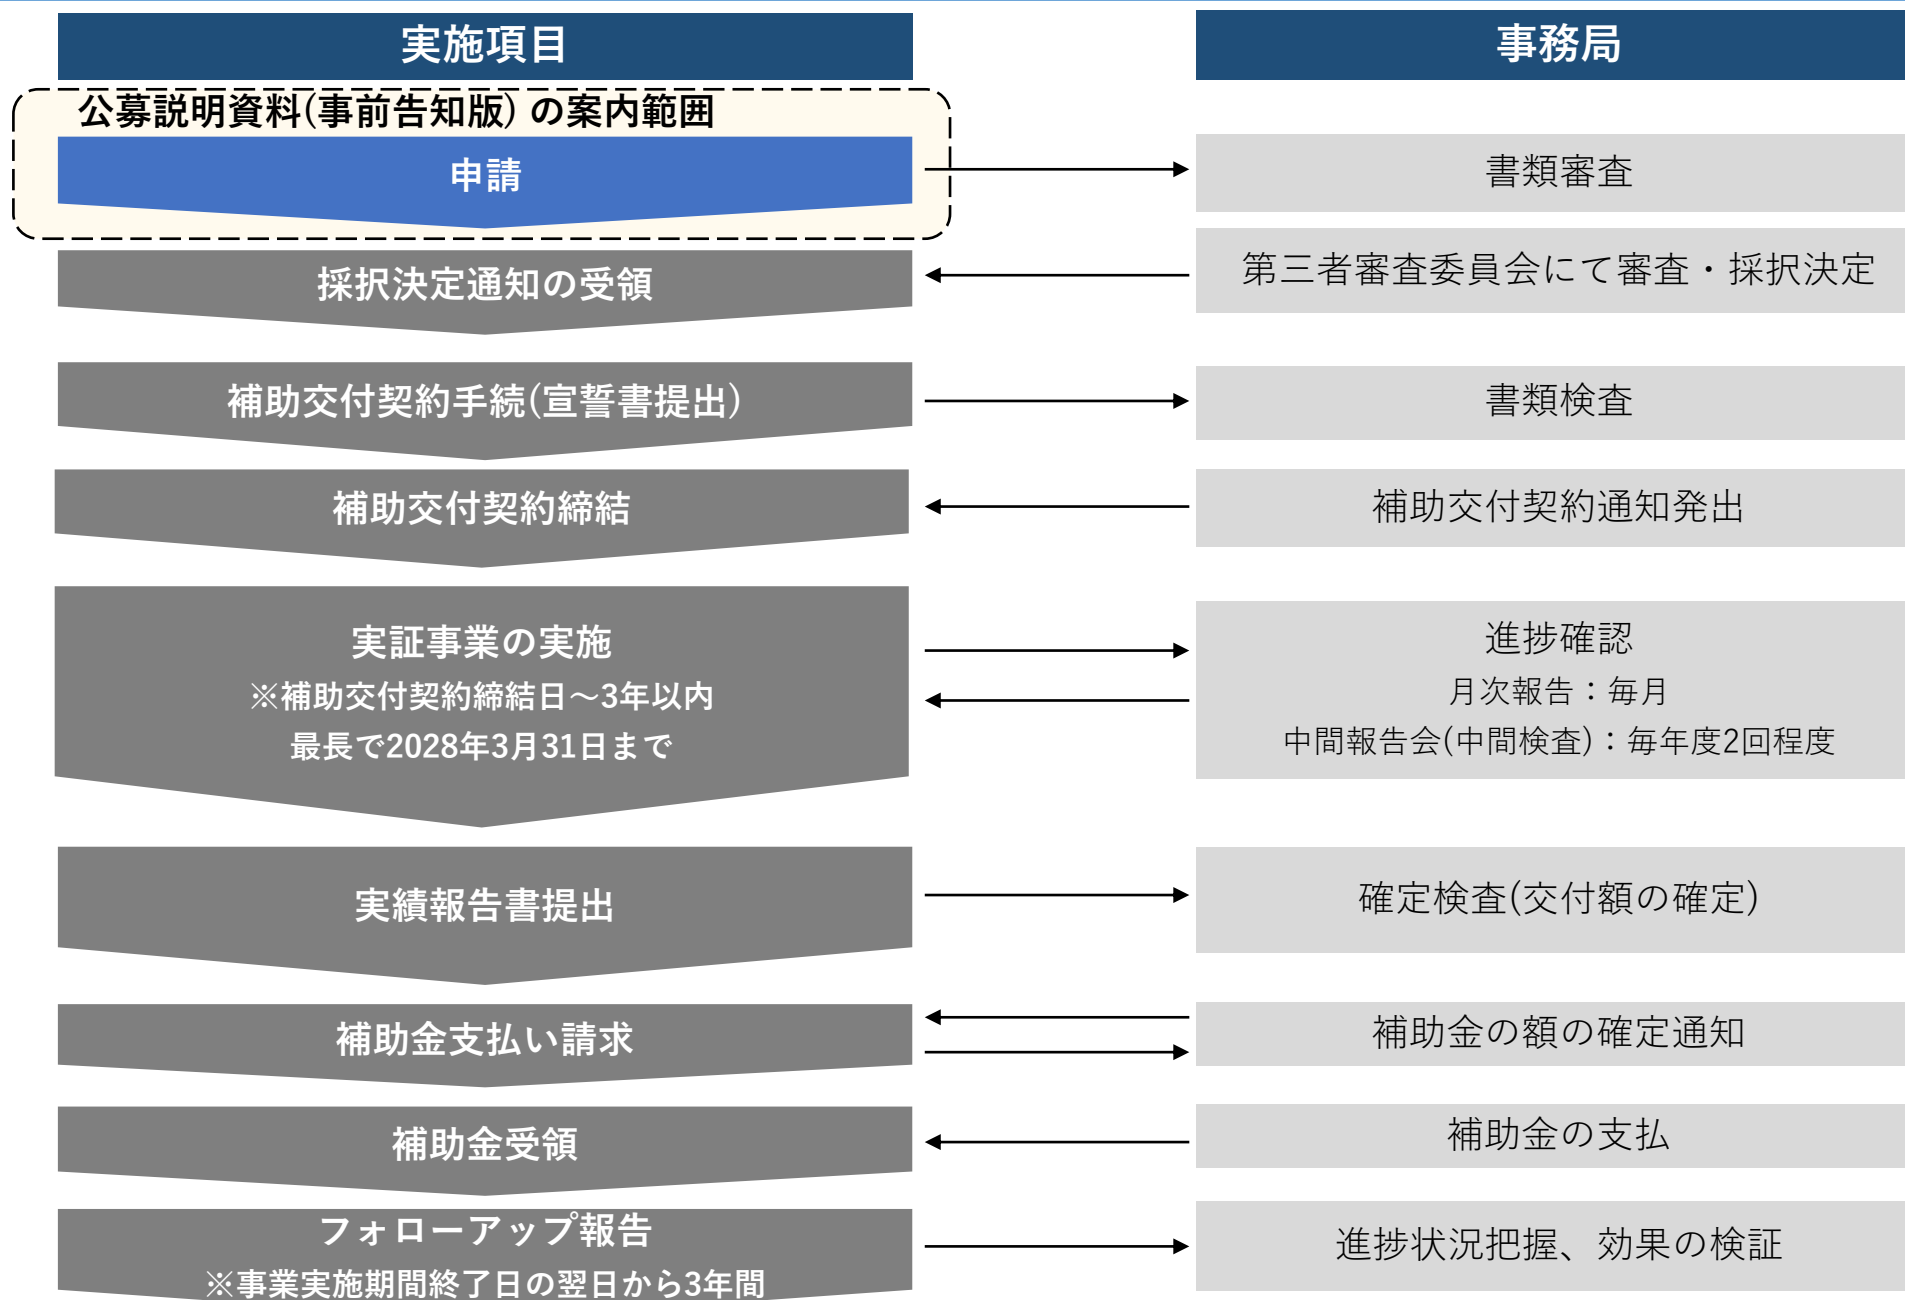 実施項目
事務局
公募説明資料(事前告知版) の案内範囲
申請
書類審査
採択決定通知の受領
第三者審査委員会にて審査・採択決定
補助交付契約手続(宣誓書提出)
書類検査
補助交付契約締結
補助交付契約通知発出
実証事業の実施
※補助交付契約締結日～3年以内
最長で2028年3月31日まで
進捗確認
月次報告：毎月
中間報告会(中間検査)：毎年度2回程度
実績報告書提出
確定検査(交付額の確定)
補助金支払い請求
補助金の額の確定通知
補助金受領
補助金の支払
フォローアップ報告
※事業実施期間終了日の翌日から3年間
進捗状況把握、効果の検証